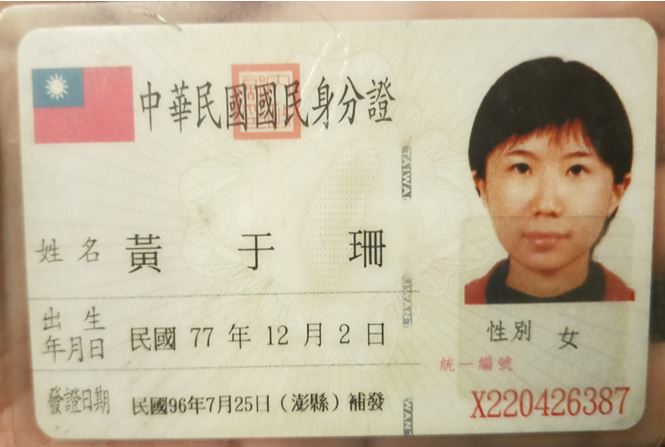 中華民國國民身分證
TAIWAN
姓名 黃于珊
出生年月日 民國 77 年 12 月 2 日
性別 女
統一編號
發證日期 民國96年7月25日（澎縣）補發
X220426387